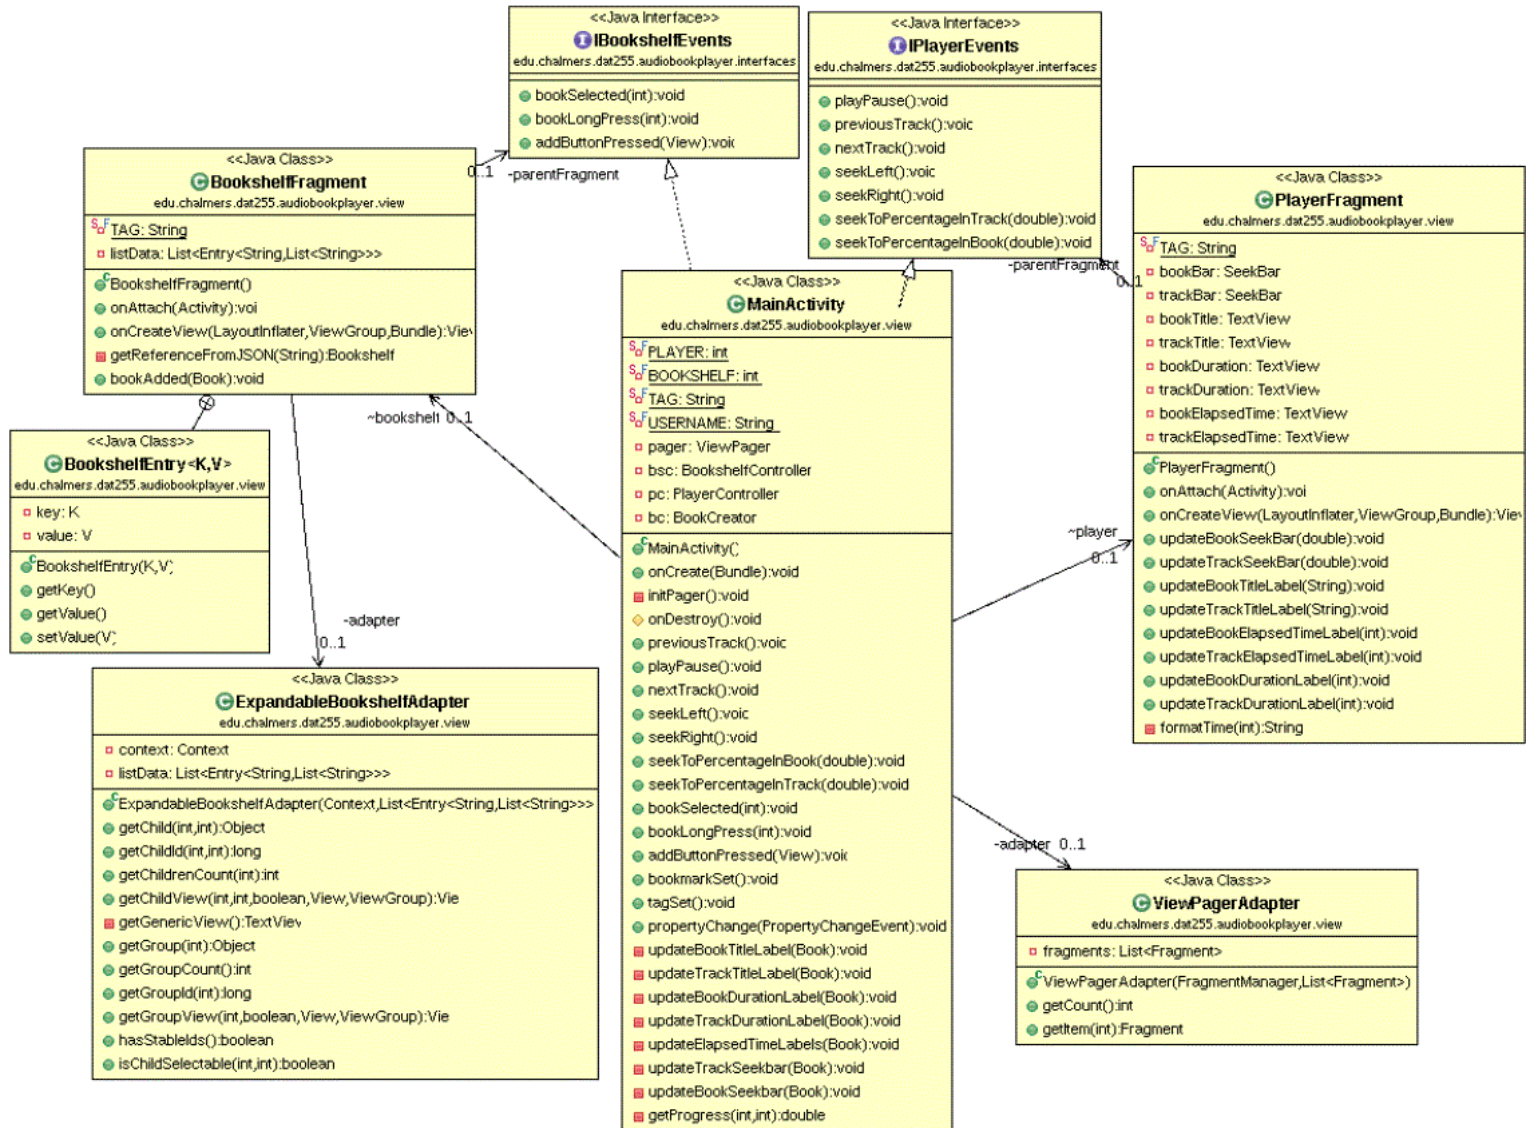 <<Java Interface>>
IBookshelfEvents
edu.chalmers.dat255.audiobookplayer.interfaces
bookSelected(int):void
bookLongPress(int):void
addButtonPressed(View):voic
<<Java Interface>>
IPlayerEvents
edu.chalmers.dat255.audiobookplayer.interfaces
playPause():void
previousTrack():voic
nextTrack():void
seekLeft():voic
seekRight():void
seekToPercentageInTrack(double):void
seekToPercentageInBook(double):void
<<Java Class>>
BookshelfFragment
edu.chalmers.dat255.audiobookplayer.view
TAG: String
listData: List<Entry<String,List<String>>>
BookshelfFragment()
onAttach(Activity):voi
onCreateView(LayoutInflater,ViewGroup,Bundle):Viev
getReferenceFromJSON(String):Bookshelf
bookAdded(Book):void
0..1
-parentFragment
-parentFragment
0..1
<<Java Class>>
PlayerFragment
edu.chalmers.dat255.audiobookplayer.view
TAG: String
bookBar: SeekBar
trackBar: SeekBar
bookTitle: TextView
trackTitle: TextView
bookDuration: TextView
trackDuration: TextView
bookElapsedTime: TextView
trackElapsedTime: TextView
PlayerFragment()
onAttach(Activity):voi
onCreateView(LayoutInflater,ViewGroup,Bundle):Viev
updateBookSeekBar(double):void
updateTrackSeekBar(double):void
updateBookTitleLabel(String):void
updateTrackTitleLabel(String):void
updateBookElapsedTimeLabel(int):void
updateTrackElapsedTimeLabel(int):void
updateBookDurationLabel(int):void
updateTrackDurationLabel(int):void
formatTime(int):String
<<Java Class>>
MainActivity
edu.chalmers.dat255.audiobookplayer.view
PLAYER: int
BOOKSHELF: int
TAG: String
USERNAME: String
pager: ViewPager
bsc: BookshelfController
pc: PlayerController
bc: BookCreator
MainActivity()
onCreate(Bundle):void
initPager():void
onDestroy():void
previousTrack():voic
playPause():void
nextTrack():void
seekLeft():voic
seekRight():void
seekToPercentageInBook(double):void
seekToPercentageInTrack(double):void
bookSelected(int):void
bookLongPress(int):void
addButtonPressed(View):voic
bookmarkSet():void
tagSet():void
propertyChange(PropertyChangeEvent):void
updateBookTitleLabel(Book):void
updateTrackTitleLabel(Book):void
updateBookDurationLabel(Book):void
updateTrackDurationLabel(Book):void
updateElapsedTimeLabels(Book):void
updateTrackSeekbar(Book):void
updateBookSeekbar(Book):void
getProgress(int,int):double
~bookshelf 0..1
~player
0..1
<<Java Class>>
BookshelfEntry<K,V>
edu.chalmers.dat255.audiobookplayer.view
key: K
value: V
BookshelfEntry(K,V)
getKey()
getValue()
setValue(V)
-adapter
0..1
<<Java Class>>
ExpandableBookshelfAdapter
edu.chalmers.dat255.audiobookplayer.view
context: Context
listData: List<Entry<String,List<String>>>
ExpandableBookshelfAdapter(Context,List<Entry<String,List<String>>>
getChild(int,int):Object
getChildId(int,int):long
getChildrenCount(int):int
getChildView(int,int,boolean,View,ViewGroup):Vie
getGenericView():TextViev
getGroup(int):Object
getGroupCount():int
getGroupId(int):long
getGroupView(int,boolean,View,ViewGroup):Vie
hasStableIds():boolean
isChildSelectable(int,int):boolean
-adapter 0..1
<<Java Class>>
ViewPagerAdapter
edu.chalmers.dat255.audiobookplayer.view
fragments: List<Fragment>
ViewPagerAdapter(FragmentManager,List<Fragment>)
getCount():int
getItem(int):Fragment